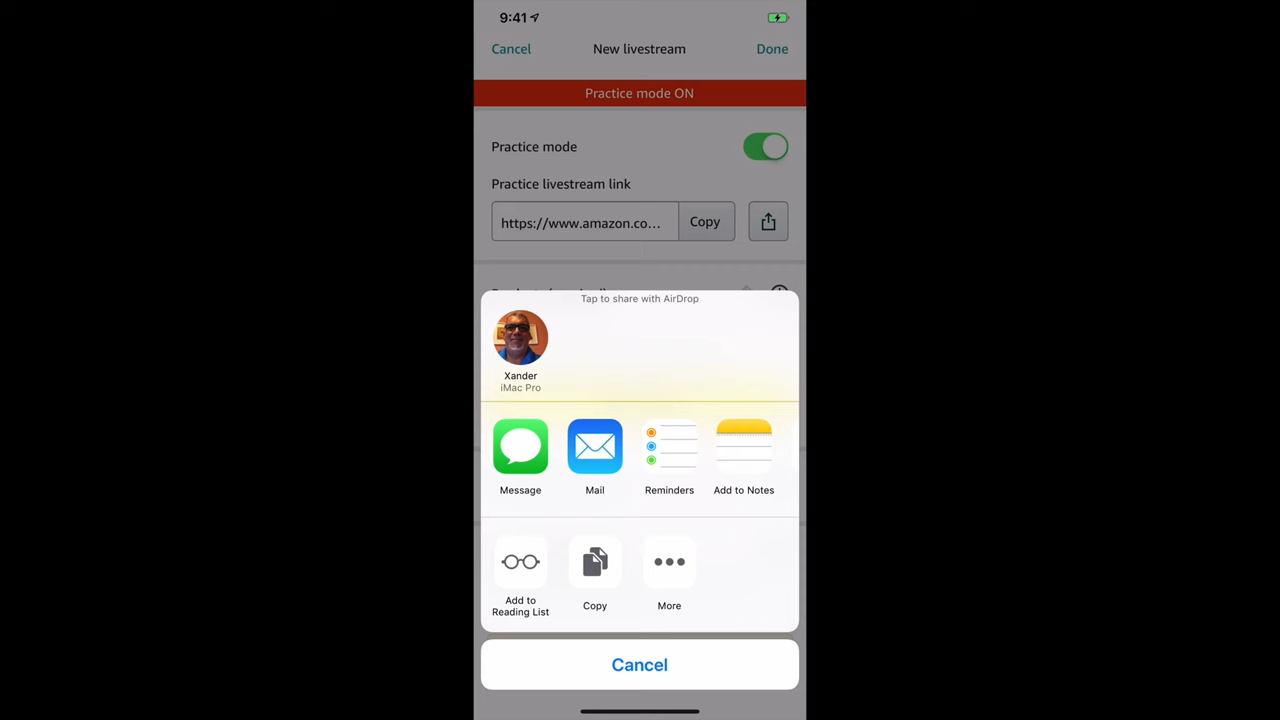 9:41
Cancel New livestream Done
Practice mode ON
Practice mode
Practice livestream link
https://www.amazon.co... Copy
Tap to share with AirDrop
Xander
iMac Pro
Message Mail Reminders Add to Notes
Add to
Reading List Copy More
Cancel